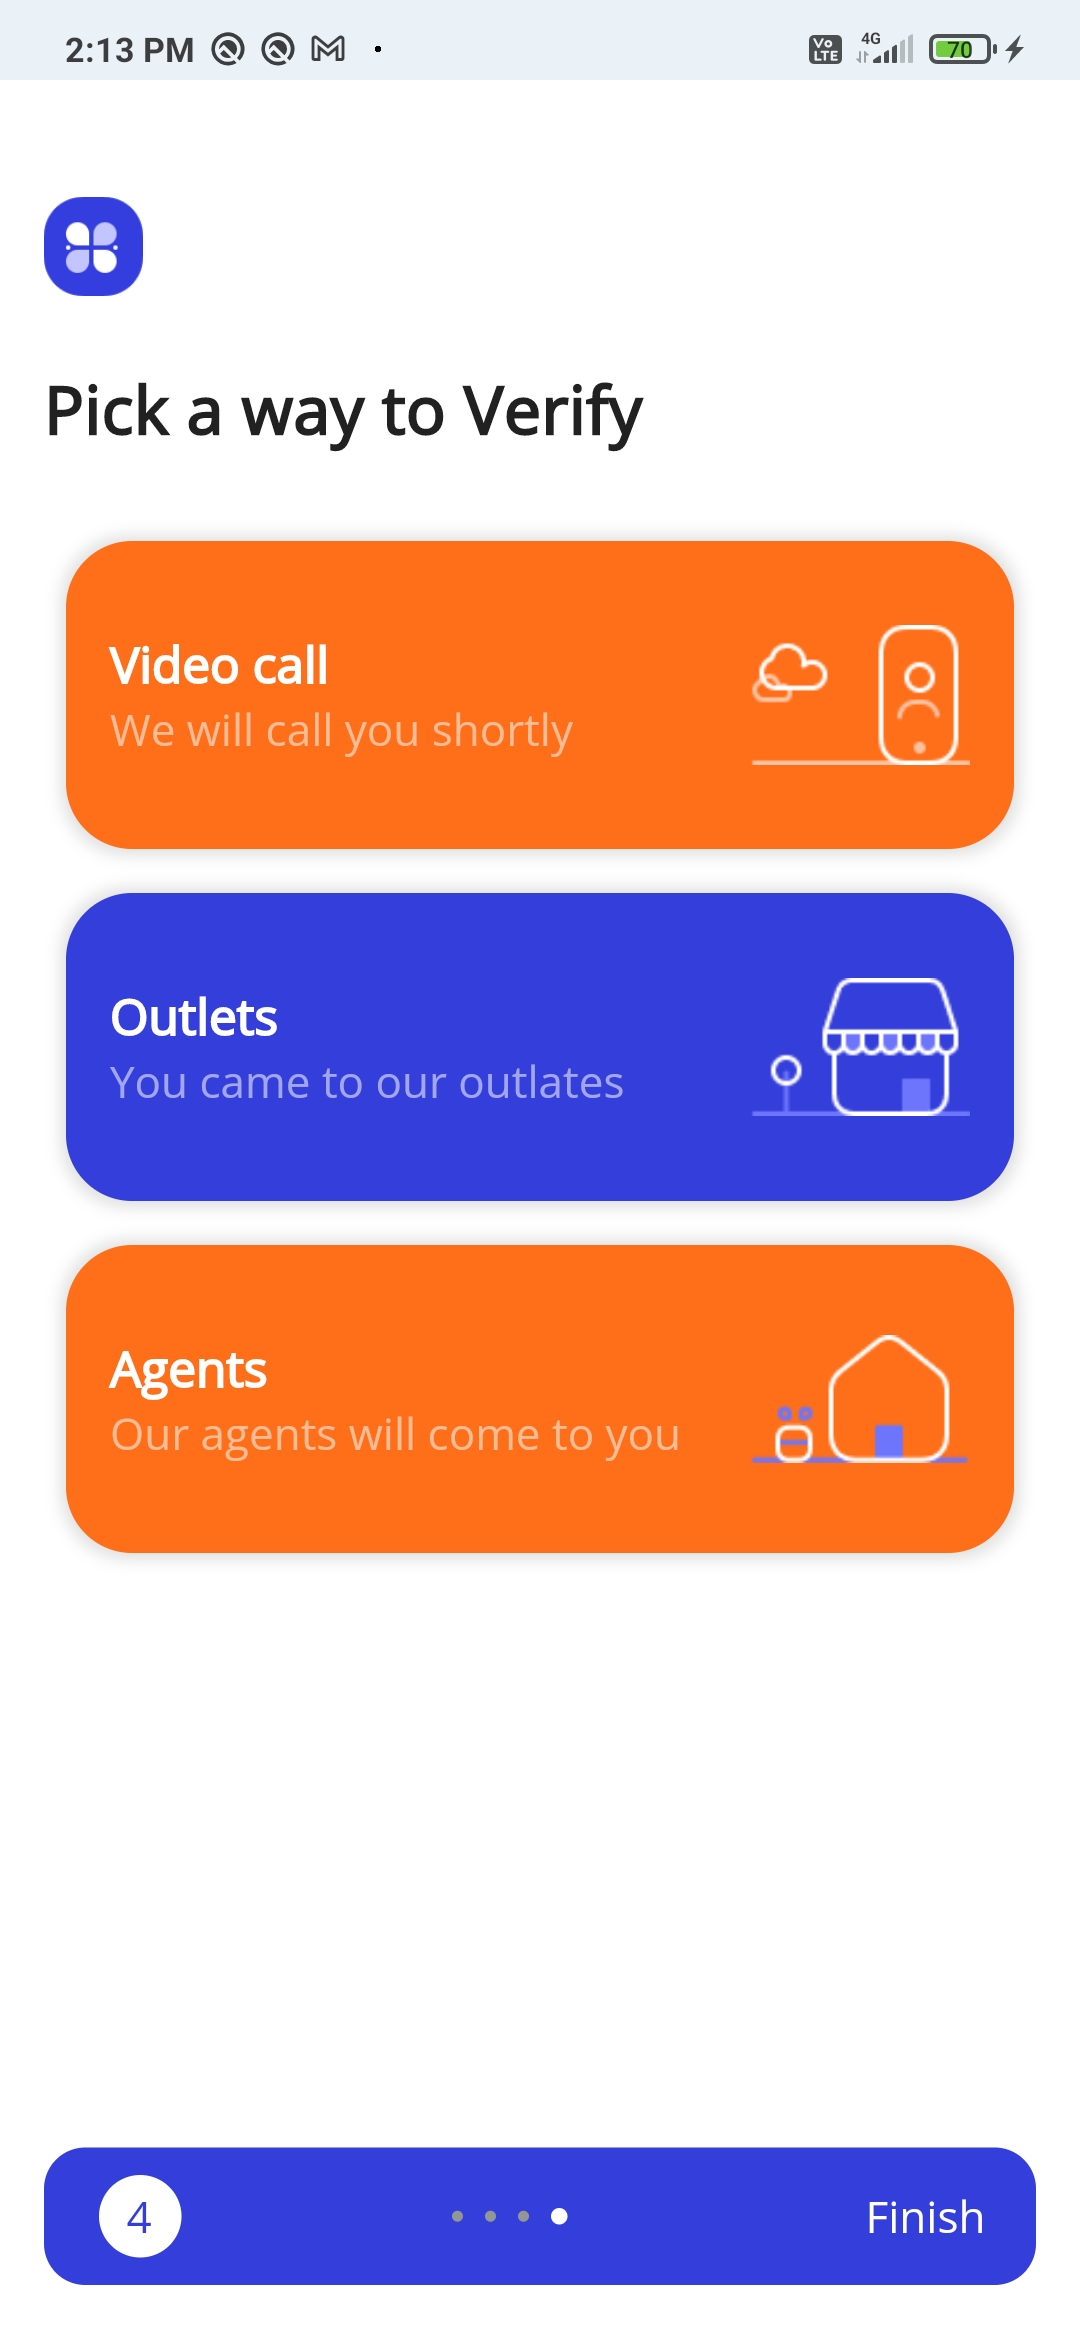 2:13 PM
Vo LTE 4G 70
Pick a way to Verify
Video call
We will call you shortly
Outlets
You came to our outlates
Agents
Our agents will come to you
4 Finish